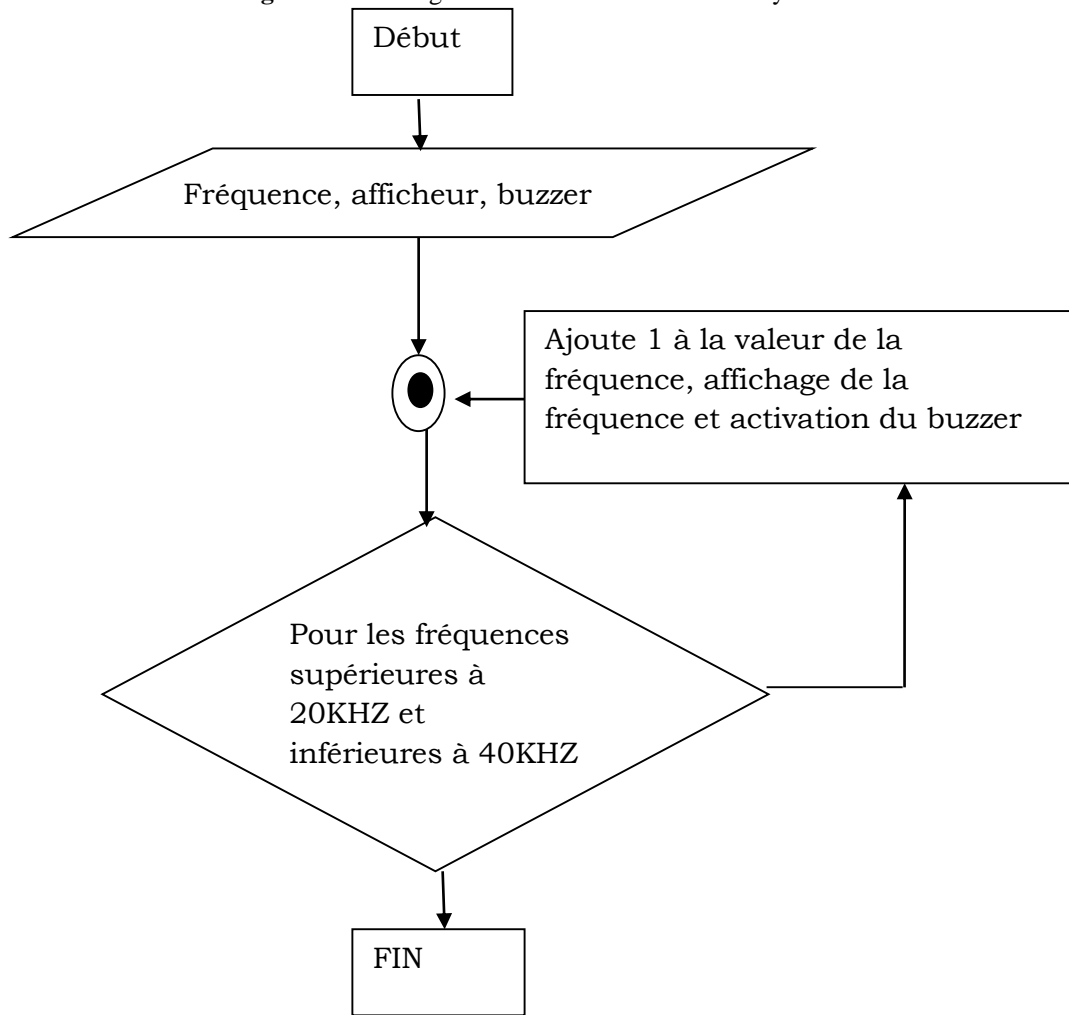 Début
Fréquence, afficheur, buzzer
Ajoute 1 à la valeur de la
fréquence, affichage de la
fréquence et activation du buzzer
Pour les fréquences
supérieures à
20KHZ et
inférieures à 40KHZ
FIN